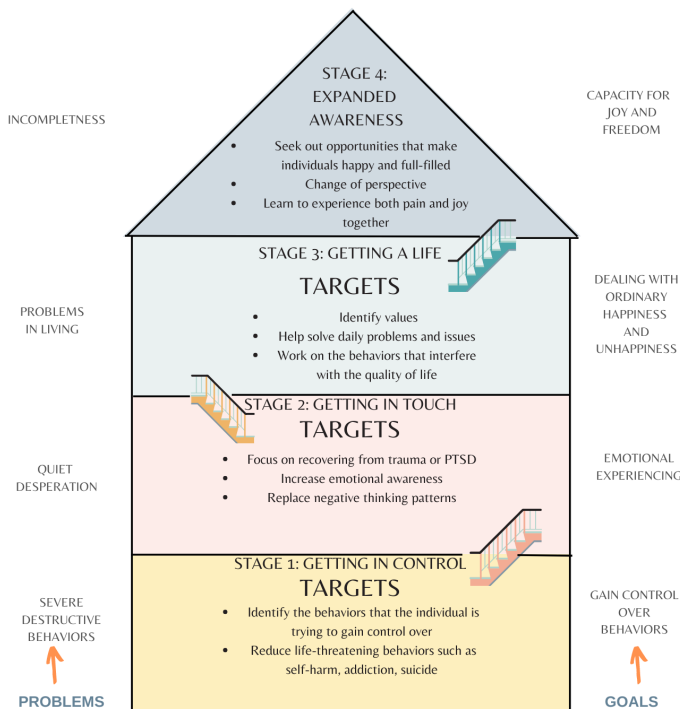 STAGE 4:
EXPANDED
AWARENESS
• Seek out opportunities that make
individuals happy and full-filled
• Change of perspective
• Learn to experience both pain and joy
together
INCOMPLETNESS
CAPACITY FOR
JOY AND
FREEDOM
STAGE 3: GETTING A LIFE
TARGETS
• Identify values
• Help solve daily problems and issues
• Work on the behaviors that interfere
with the quality of life
PROBLEMS
IN LIVING
DEALING WITH
ORDINARY
HAPPINESS
AND
UNHAPPINESS
STAGE 2: GETTING IN TOUCH
TARGETS
• Focus on recovering from trauma or PTSD
• Increase emotional awareness
• Replace negative thinking patterns
QUIET
DESPERATION
EMOTIONAL
EXPERIENCING
STAGE 1: GETTING IN CONTROL
TARGETS
• Identify the behaviors that the individual is
trying to gain control over
• Reduce life-threatening behaviors such as
self-harm, addiction, suicide
SEVERE
DESTRUCTIVE
BEHAVIORS
GAIN CONTROL
OVER
BEHAVIORS
PROBLEMS
GOALS